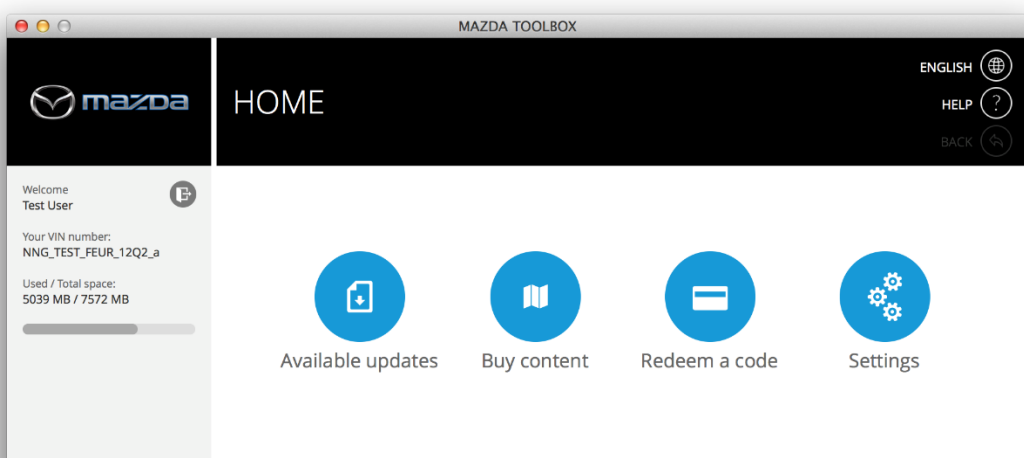 MAZDA TOOLBOX
mazda
HOME
ENGLISH
HELP
?
BACK
Welcome
Test User
Your VIN number:
NNG_TEST_FEUR_12Q2_a
Used / Total space:
5039 MB / 7572 MB
Available updates
Buy content
Redeem a code
Settings